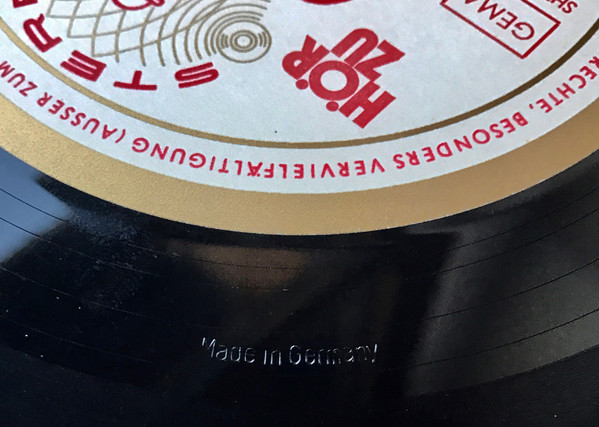 STER
HÖR
ZU
GEMA
RECHTE, BESONDERS VERVIELFÄLTIGUNG (AUSSER ZUM
Made in Germany